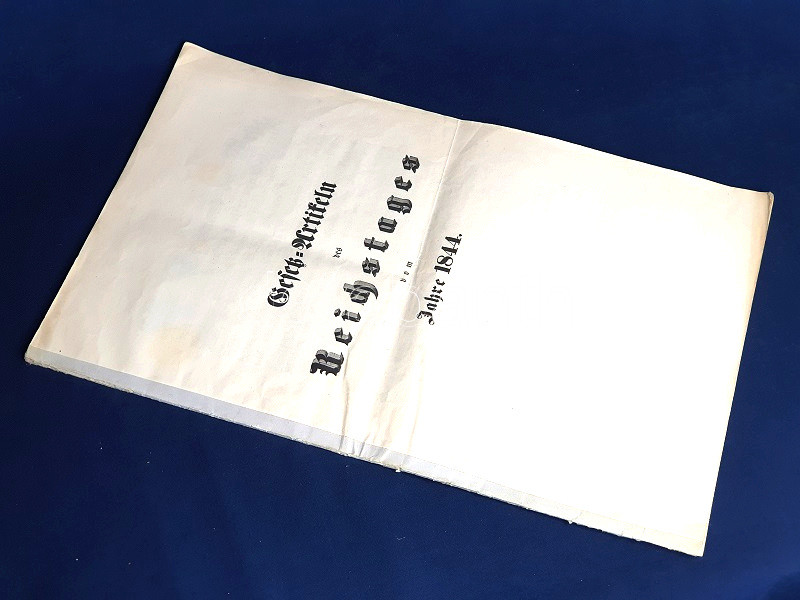 Gesetz=Artikeln
des
Reichstages
vom
Jahre 1844.